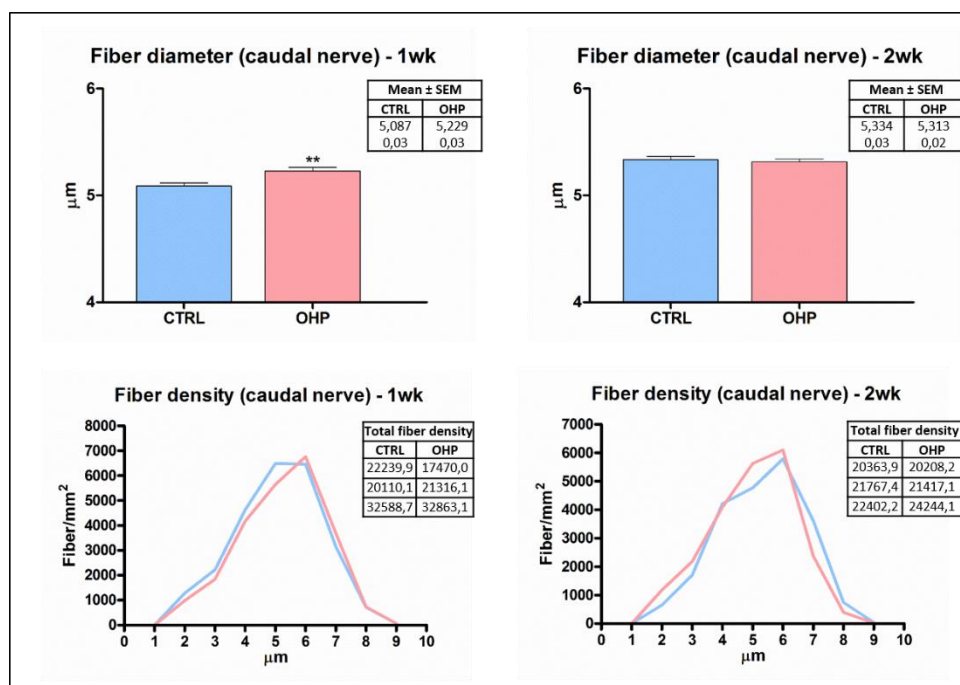 Fiber diameter (caudal nerve) - 1wk
Mean ± SEM
CTRL OHP
5,087 5,229
0,03 0,03
6
5
4
μm
**
CTRL OHP
Fiber diameter (caudal nerve) - 2wk
Mean ± SEM
CTRL OHP
5,334 5,313
0,03 0,02
6
5
4
μm
CTRL OHP
Fiber density (caudal nerve) - 1wk
Total fiber density
CTRL OHP
22239,9 17470,0
20110,1 21316,1
32588,7 32863,1
8000
7000
6000
5000
4000
3000
2000
1000
0
Fiber/mm²
0 1 2 3 4 5 6 7 8 9 10
μm
Fiber density (caudal nerve) - 2wk
Total fiber density
CTRL OHP
20363,9 20208,2
21767,4 21417,1
22402,2 24244,1
7000
6000
5000
4000
3000
2000
1000
0
Fiber/mm²
0 1 2 3 4 5 6 7 8 9 10
μm